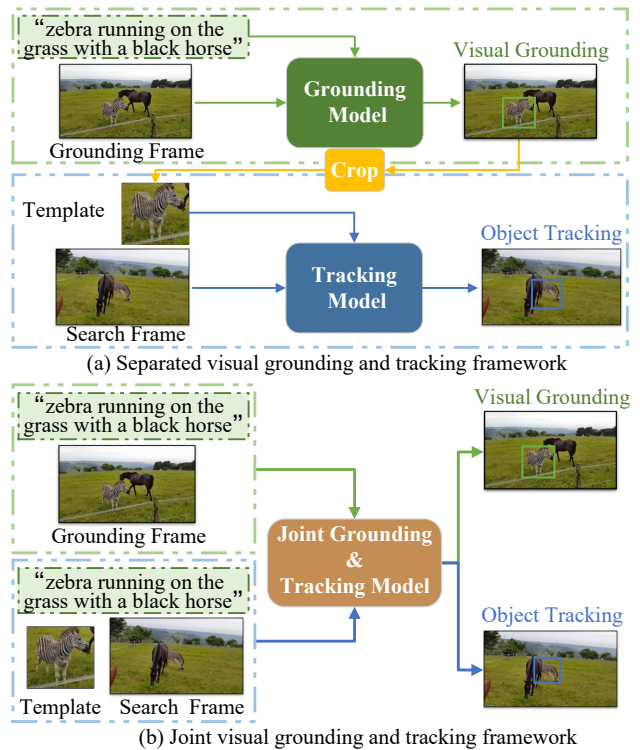 “zebra running on the
grass with a black horse”
Visual Grounding
Grounding
Model
Grounding Frame
Crop
Template
Object Tracking
Tracking
Model
Search Frame
(a) Separated visual grounding and tracking framework
“zebra running on the
grass with a black horse”
Visual Grounding
Grounding Frame
Joint Grounding
&
Tracking Model
“zebra running on the
grass with a black horse”
Object Tracking
Template
Search Frame
(b) Joint visual grounding and tracking framework